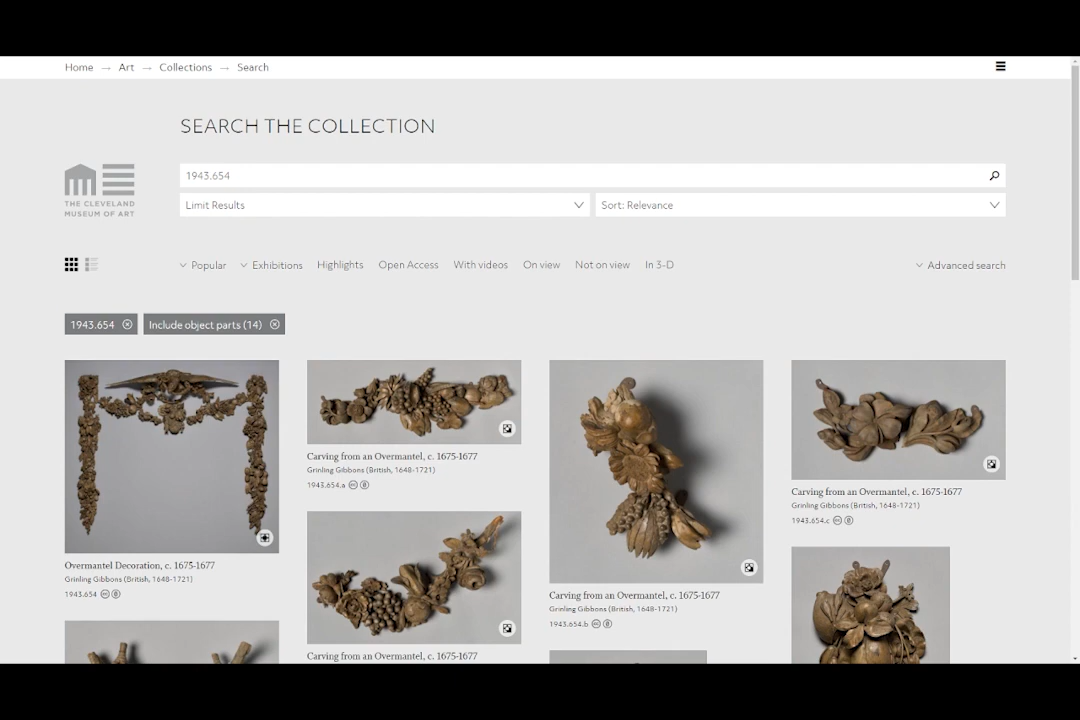 Home → Art → Collections → Search
SEARCH THE COLLECTION
1943.654
THE CLEVELAND
MUSEUM OF ART
Limit Results
Sort: Relevance
Popular
Exhibitions
Highlights
Open Access
With videos
On view
Not on view
In 3-D
Advanced search
1943.654
Include object parts (14)
Overmantel Decoration, c. 1675-1677
Grinling Gibbons (British, 1648-1721)
1943.654
Carving from an Overmantel, c. 1675-1677
Grinling Gibbons (British, 1648-1721)
1943.654.a
Carving from an Overmantel, c. 1675-1677
Carving from an Overmantel, c. 1675-1677
Grinling Gibbons (British, 1648-1721)
1943.654.b
Carving from an Overmantel, c. 1675-1677
Grinling Gibbons (British, 1648-1721)
1943.654.c